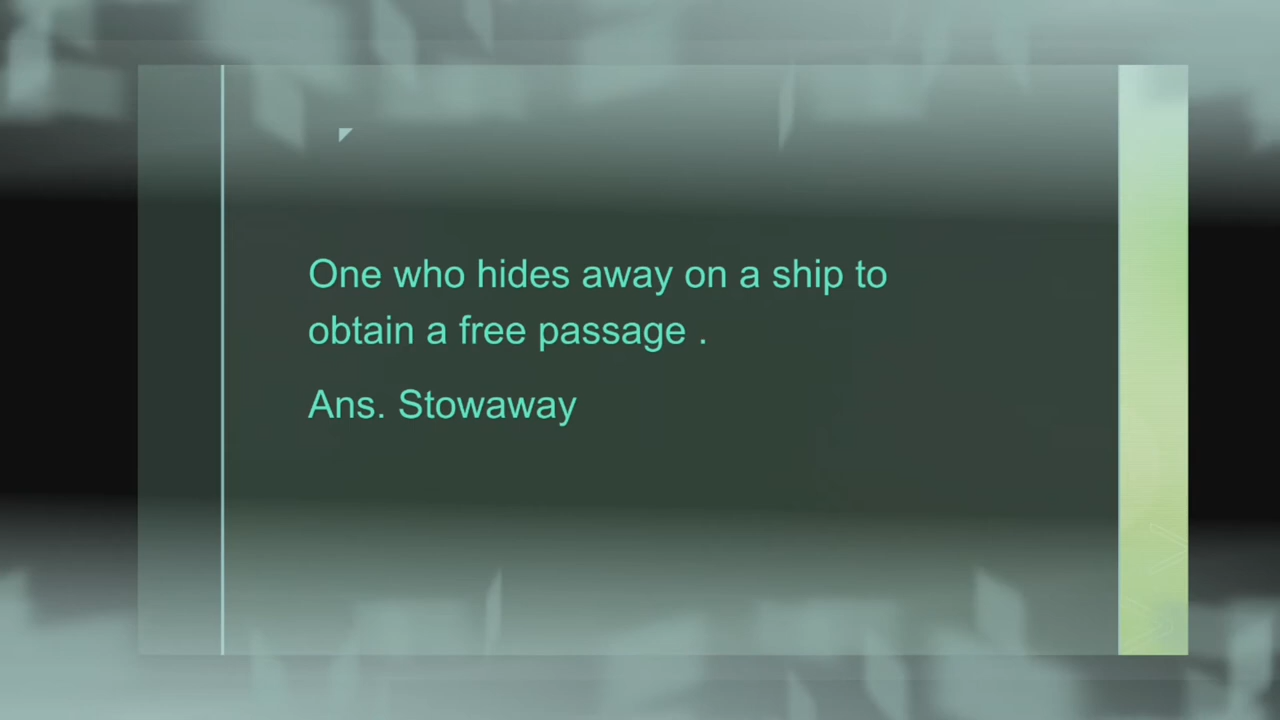 One who hides away on a ship to
obtain a free passage .
Ans. Stowaway